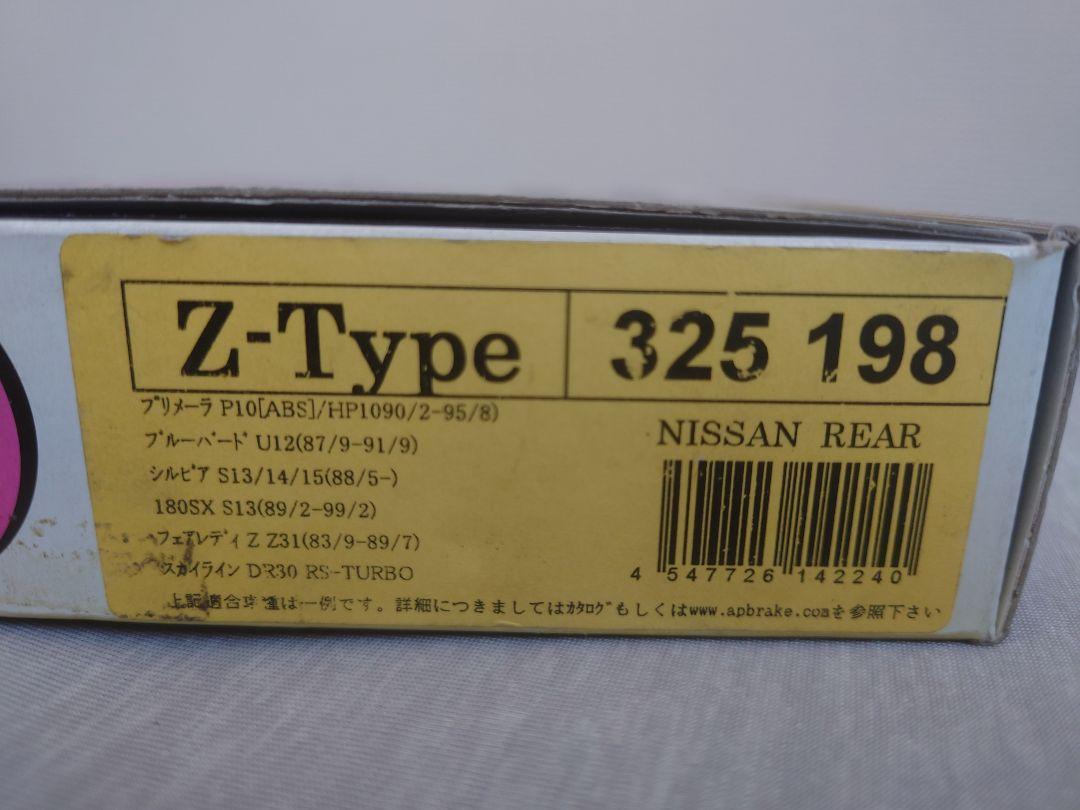 Z-Type
325 198
プリメーラ P10[ABS]/HP1090/2-95/8)
ブルーバード U12(87/9-91/9)
シルビア S13/14/15(88/5-)
180SX S13(89/2-99/2)
フェアレディ Z Z31(83/9-89/7)
スカイライン DR30 RS-TURBO
NISSAN REAR
4 547726 142240
上記適合車種は一例です。詳細につきましてはカタログもしくはwww.apbrake.comを参照下さい